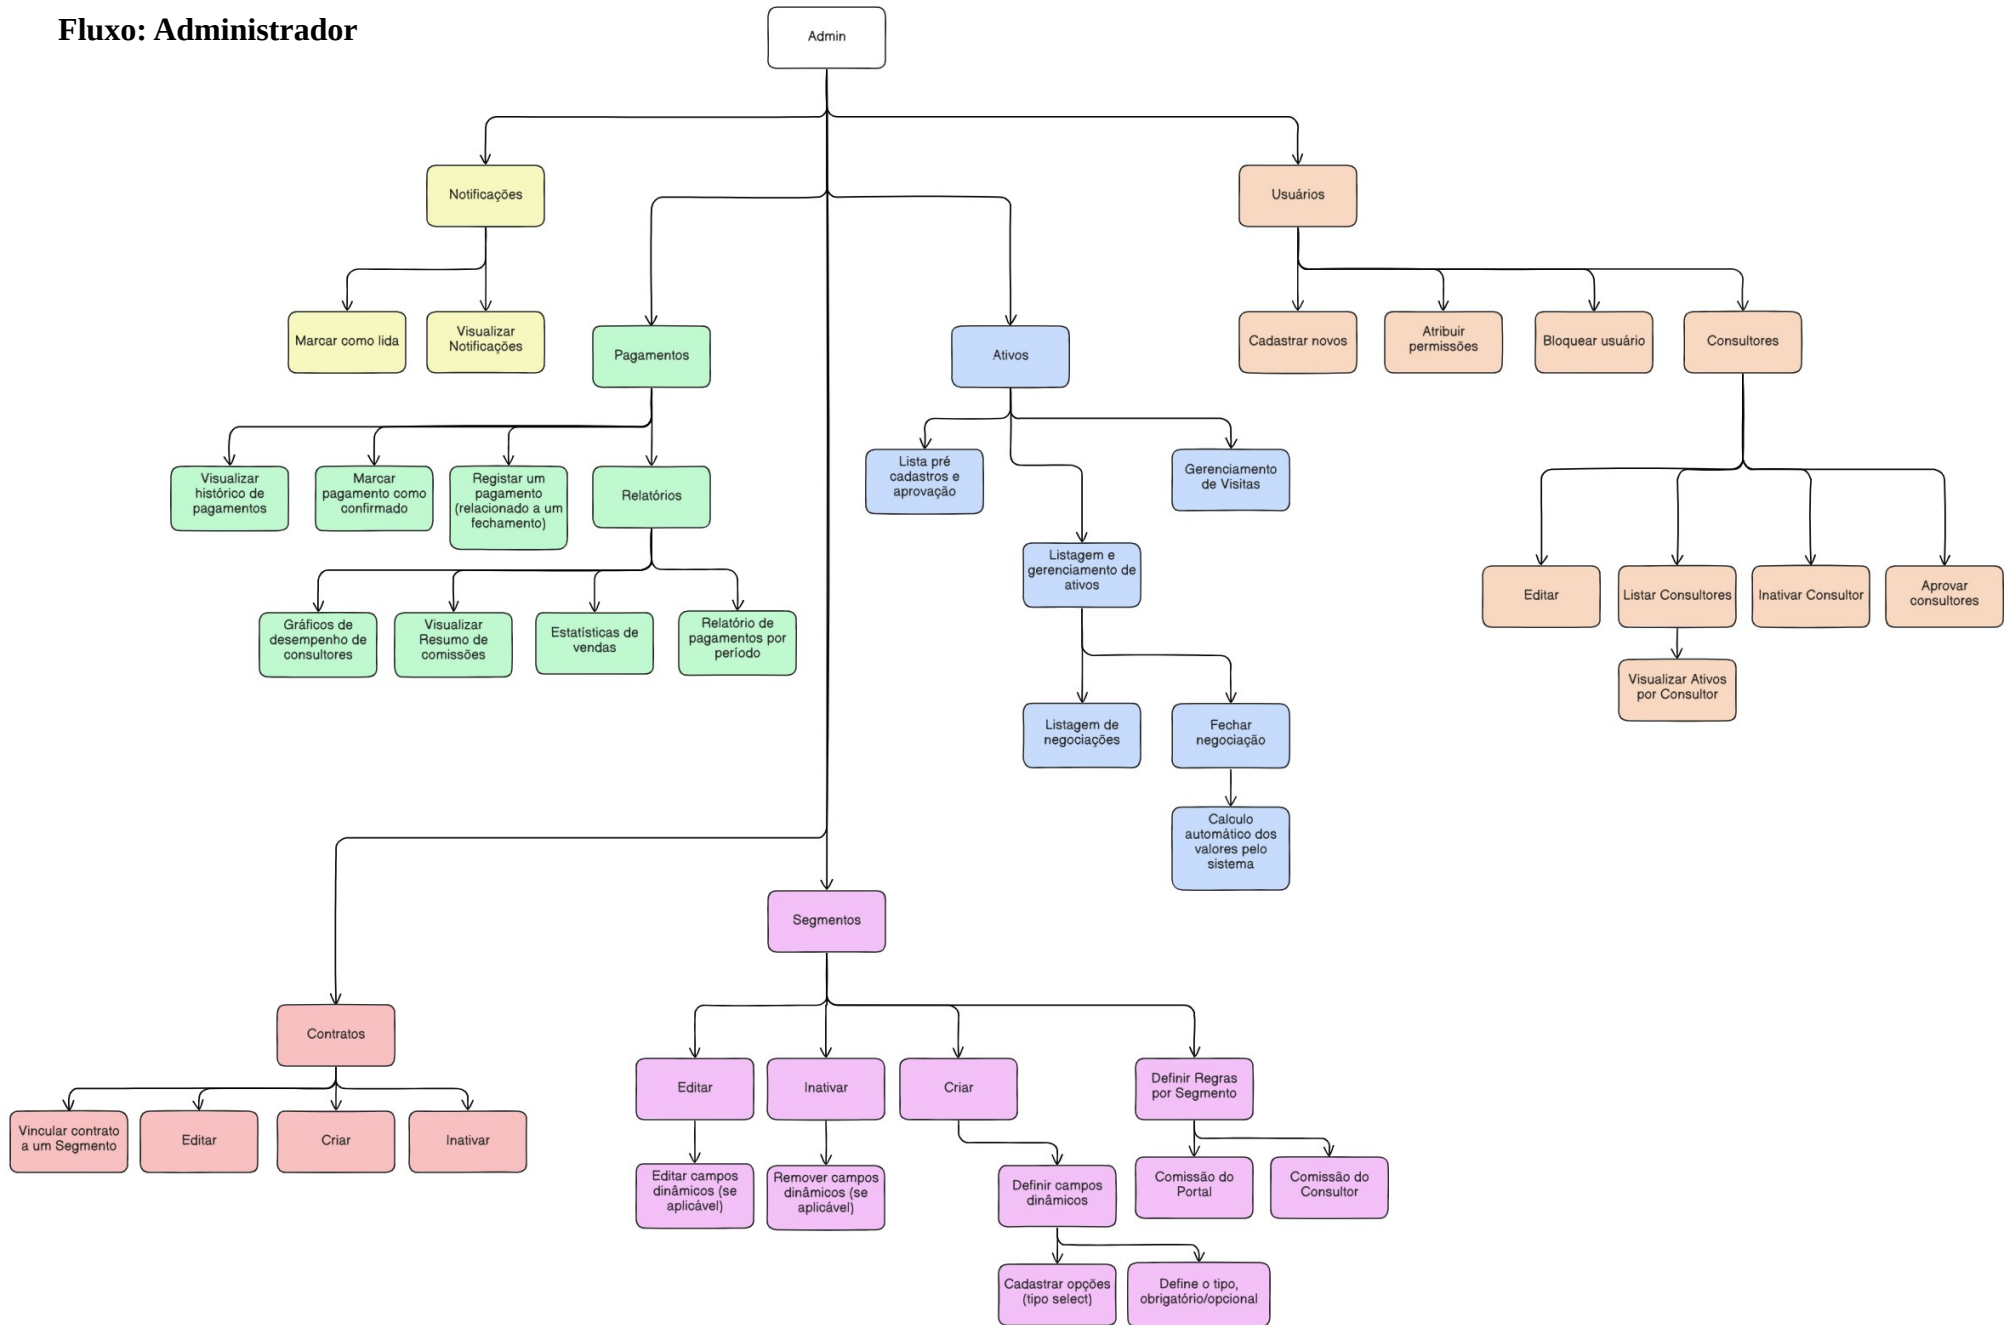 Fluxo: Administrador
Admin
Notificações
Usuários
Marcar como lida
Visualizar
Notificações
Pagamentos
Ativos
Cadastrar novos
Atribuir
permissões
Bloquear usuário
Consultores
Visualizar
histórico de
pagamentos
Marcar
pagamento como
confirmado
Registar um
pagamento
(relacionado a um
fechamento)
Relatórios
Lista pré
cadastros e
aprovação
Gerenciamento
de Visitas
Listagem e
gerenciamento de
ativos
Editar
Listar Consultores
Inativar Consultor
Aprovar
consultores
Gráficos de
desempenho de
consultores
Visualizar
Resumo de
comissões
Estatísticas de
vendas
Relatório de
pagamentos por
período
Visualizar Ativos
por Consultor
Listagem de
negociações
Fechar
negociação
Calculo
automático dos
valores pelo
sistema
Segmentos
Contratos
Editar
Inativar
Criar
Definir Regras
por Segmento
Vincular contrato
a um Segmento
Editar
Criar
Inativar
Editar campos
dinâmicos (se
aplicável)
Remover campos
dinâmicos (se
aplicável)
Definir campos
dinâmicos
Comissão do
Portal
Comissão do
Consultor
Cadastrar opções
(tipo select)
Define o tipo,
obrigatório/opcional